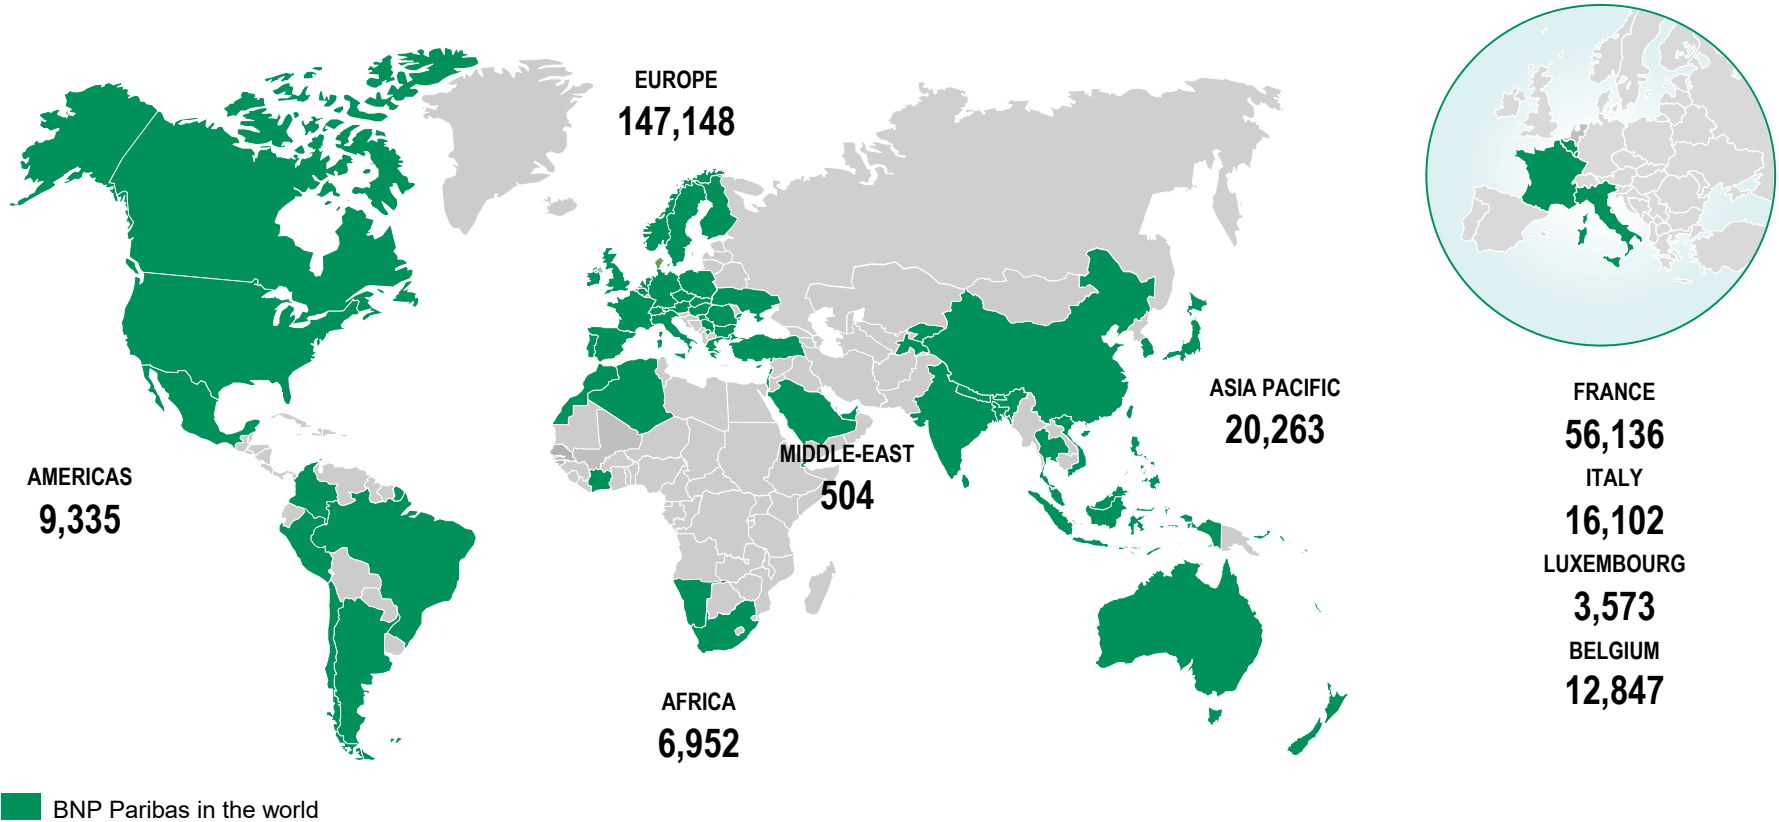 EUROPE
147,148
ASIA PACIFIC
20,263
MIDDLE-EAST
504
AMERICAS
9,335
AFRICA
6,952
FRANCE
56,136
ITALY
16,102
LUXEMBOURG
3,573
BELGIUM
12,847
BNP Paribas in the world